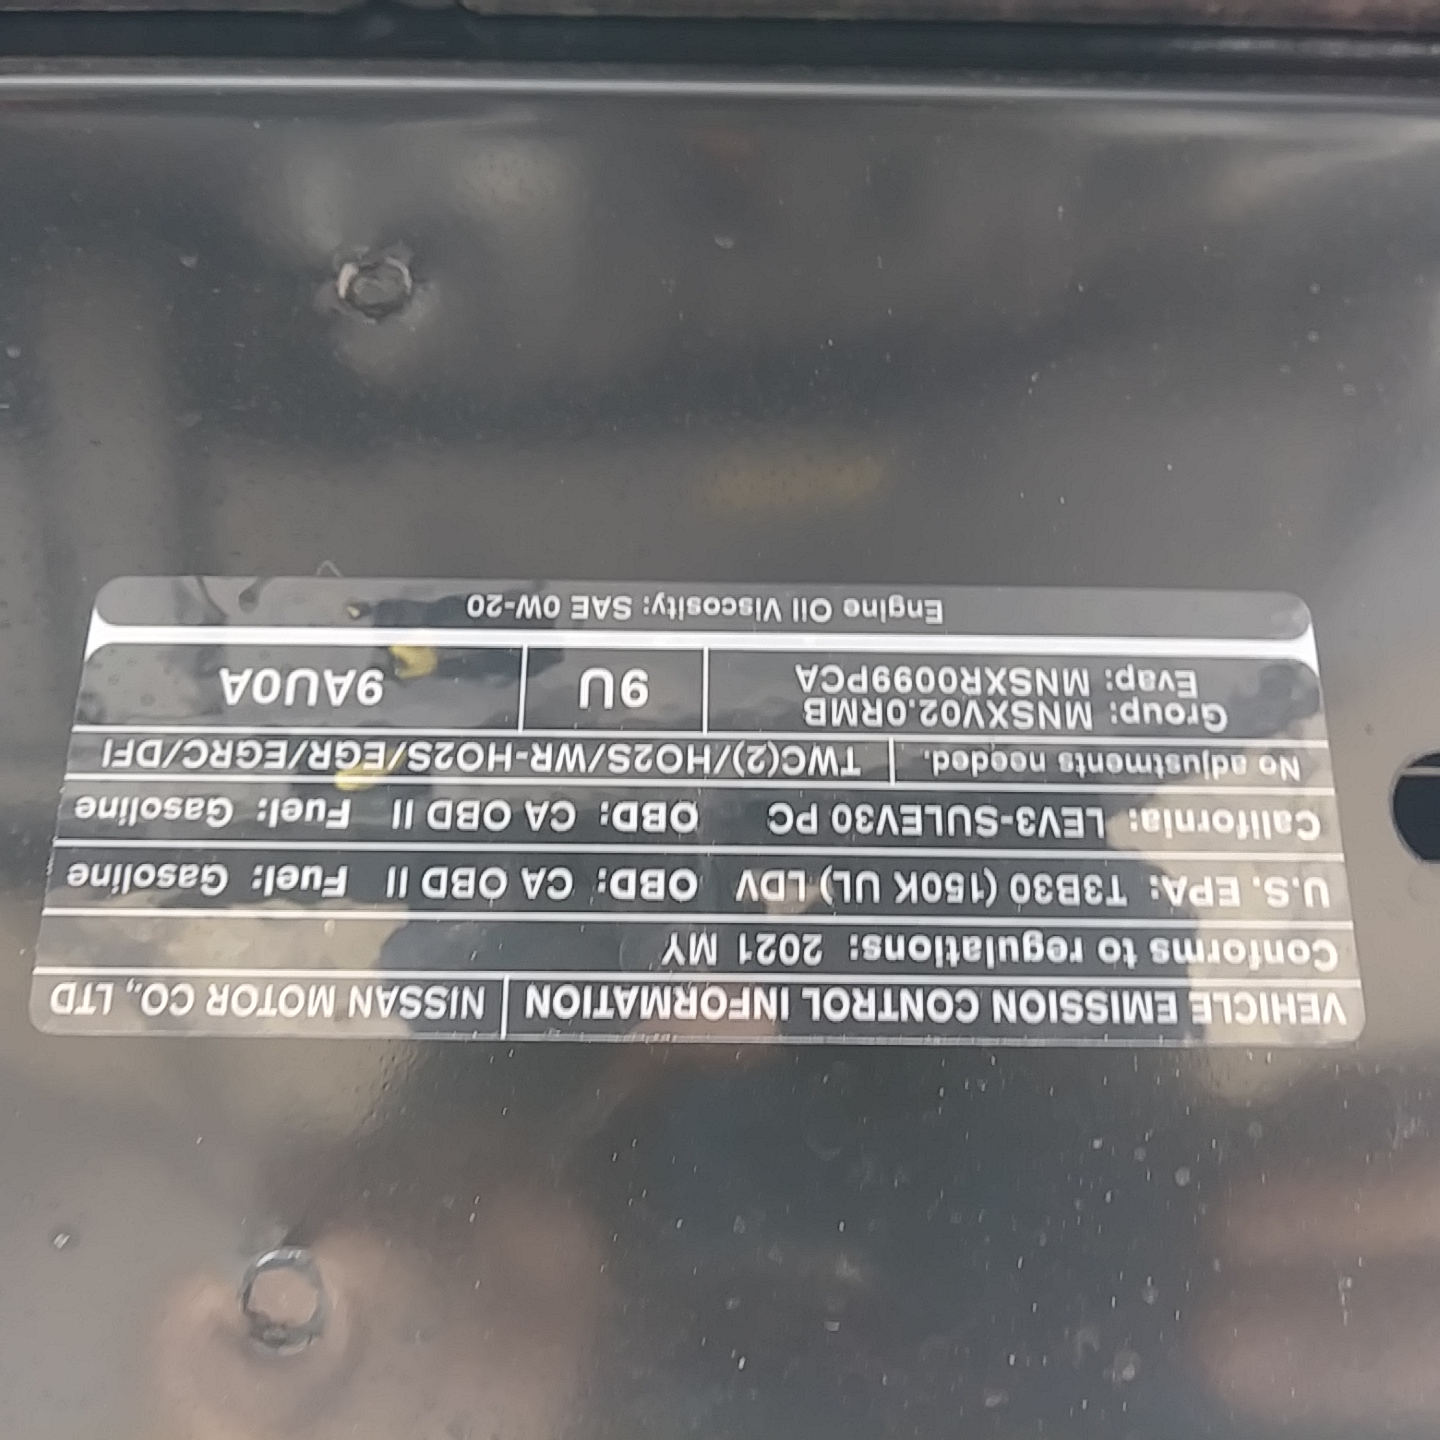 VEHICLE EMISSION CONTROL INFORMATION NISSAN MOTOR CO., LTD
Conforms to regulations: 2021 MY
U.S. EPA: T3B30 (150K UL) LDV OBD: CA OBD II Fuel: Gasoline
California: LEV3-SULEV30 PC OBD: CA OBD II Fuel: Gasoline
No adjustments needed. TWC(2)/HO2S/WR-HO2S/EGR/EGRC/DFI
Group: MNSXV02.0RMB
Evap: MNSXR0099PCA
9U
9AU0A
Engine Oil Viscosity: SAE 0W-20